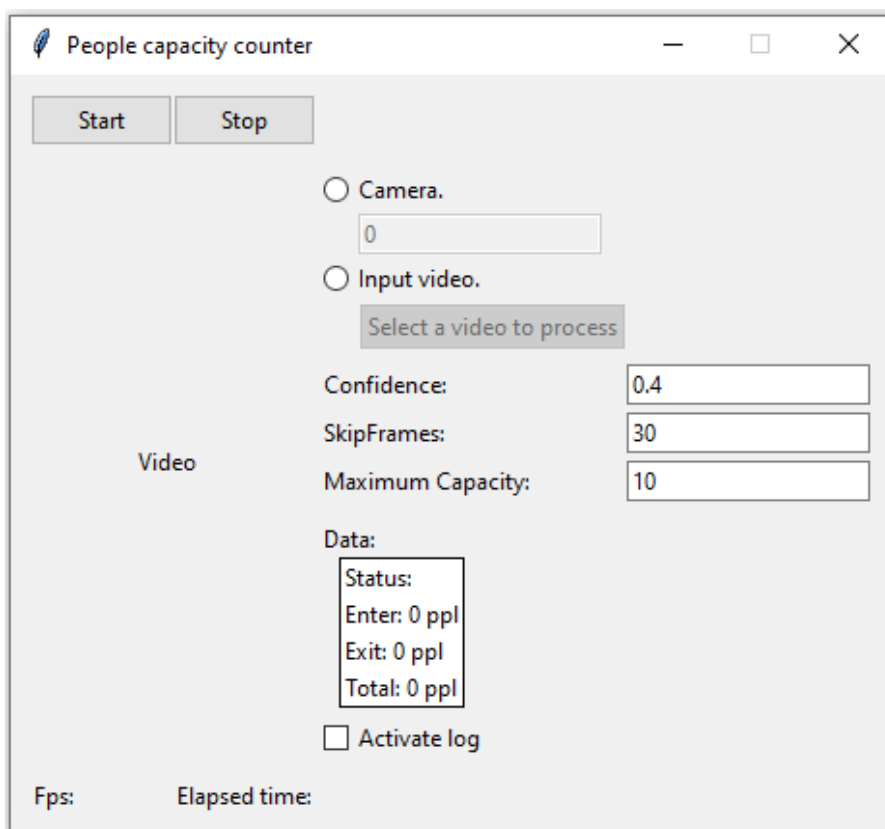 People capacity counter
Start Stop
Camera.
0
Input video.
Select a video to process
Confidence: 0.4
SkipFrames: 30
Video
Maximum Capacity: 10
Data:
Status:
Enter: 0 ppl
Exit: 0 ppl
Total: 0 ppl
Activate log
Fps: Elapsed time: